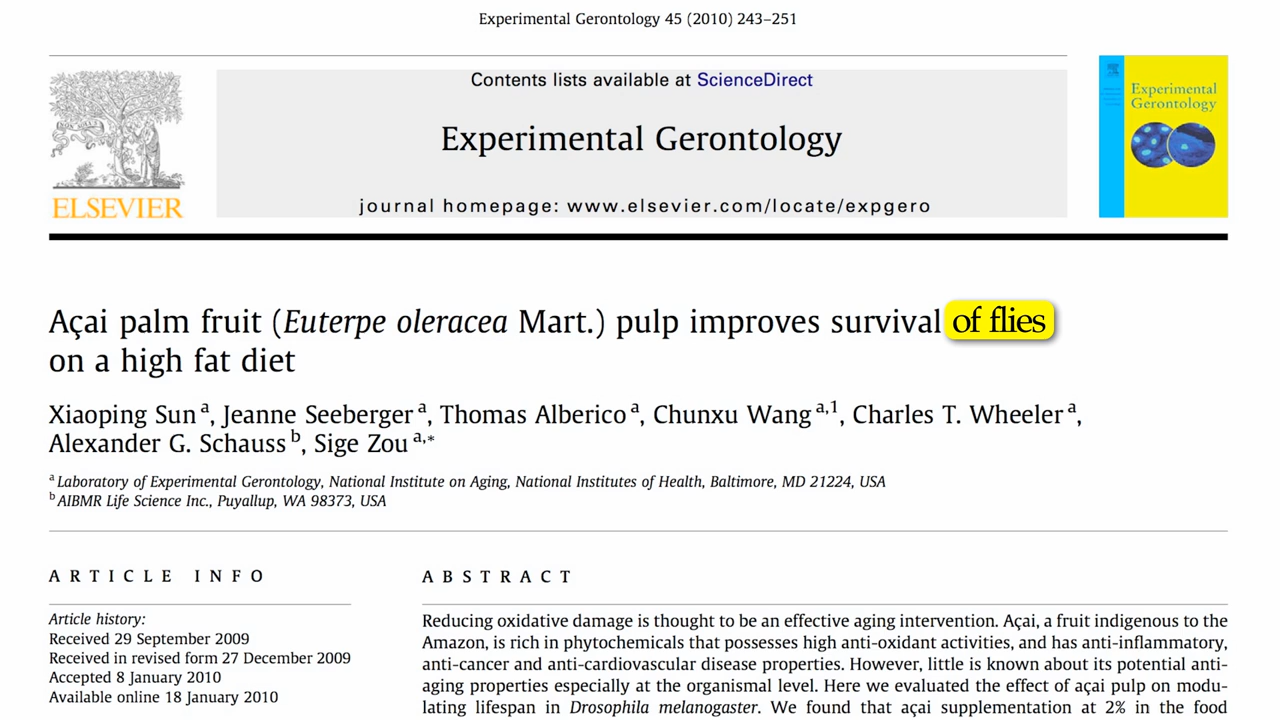 Experimental Gerontology 45 (2010) 243–251
Contents lists available at ScienceDirect
Experimental Gerontology
journal homepage: www.elsevier.com/locate/expgero
ELSEVIER
Experimental
Gerontology
Açai palm fruit (Euterpe oleracea Mart.) pulp improves survival of flies
on a high fat diet
Xiaoping Sun a, Jeanne Seeberger a, Thomas Alberico a, Chunxu Wang a,1, Charles T. Wheeler a,
Alexander G. Schauss b, Sige Zou a,*
a Laboratory of Experimental Gerontology, National Institute on Aging, National Institutes of Health, Baltimore, MD 21224, USA
b AIBMR Life Science Inc., Puyallup, WA 98373, USA
ARTICLE INFO
Article history:
Received 29 September 2009
Received in revised form 27 December 2009
Accepted 8 January 2010
Available online 18 January 2010
ABSTRACT
Reducing oxidative damage is thought to be an effective aging intervention. Açai, a fruit indigenous to the
Amazon, is rich in phytochemicals that possesses high anti-oxidant activities, and has anti-inflammatory,
anti-cancer and anti-cardiovascular disease properties. However, little is known about its potential anti-
aging properties especially at the organismal level. Here we evaluated the effect of açai pulp on modu-
lating lifespan in Drosophila melanogaster. We found that açai supplementation at 2% in the food